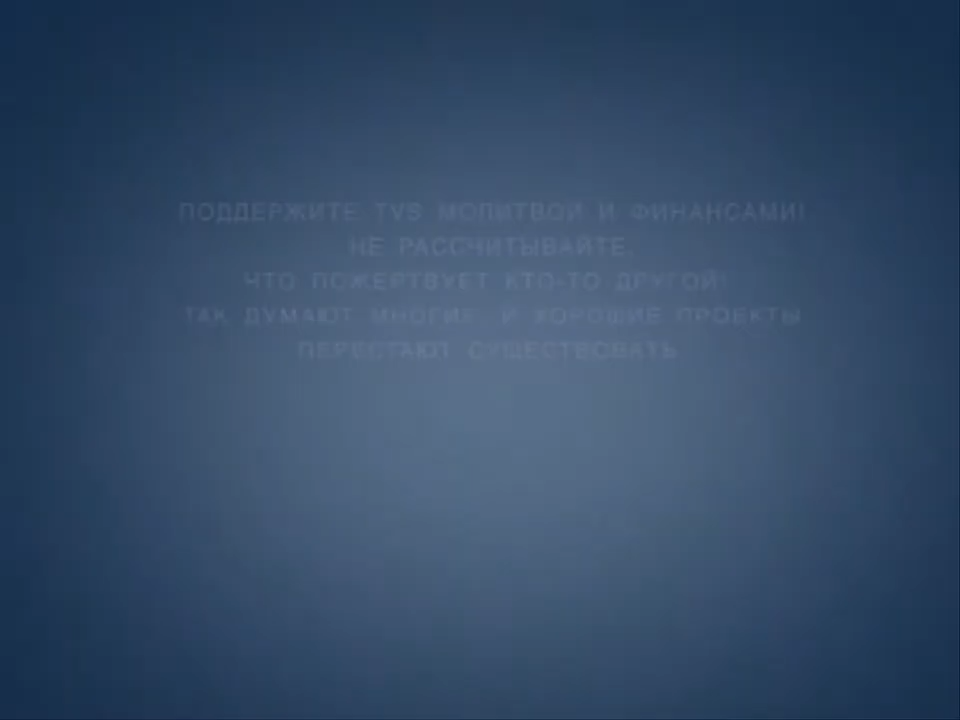 ПОДДЕРЖИТЕ TVS МОЛИТВОЙ И ФИНАНСАМИ!
НЕ РАССЧИТЫВАЙТЕ,
ЧТО ПОЖЕРТВУЕТ КТО-ТО ДРУГОЙ!
ТАК ДУМАЮТ МНОГИЕ, И ХОРОШИЕ ПРОЕКТЫ
ПЕРЕСТАЮТ СУЩЕСТВОВАТЬ